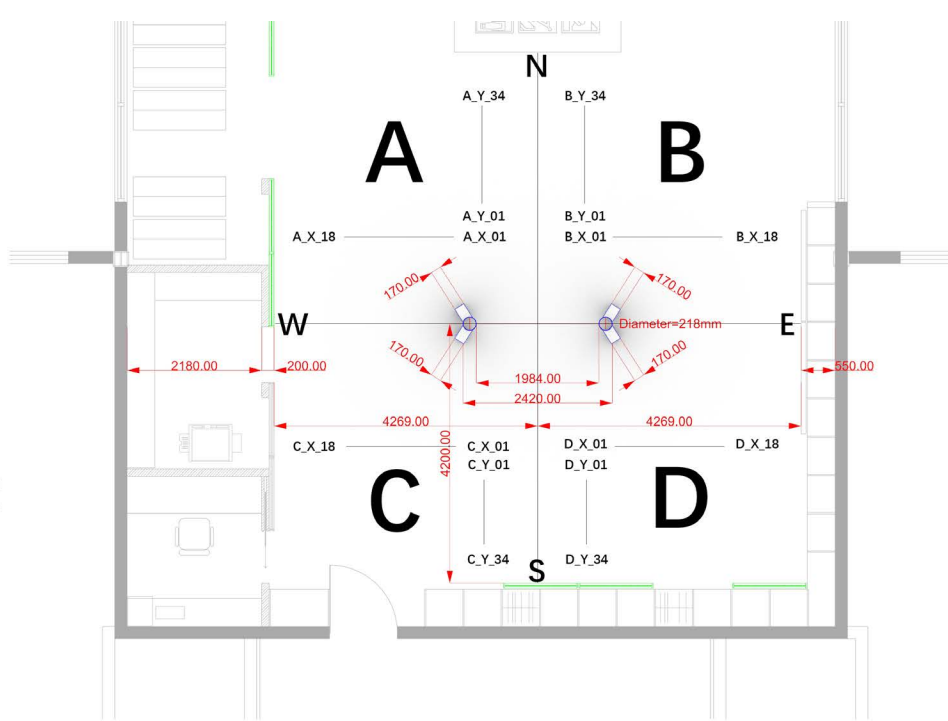 N
A_Y_34 B_Y_34
A B
A_Y_01 B_Y_01
A_X_18 A_X_01 B_X_01 B_X_18
170.00 170.00
W Diameter=218mm E
170.00 170.00
2180.00 200.00 1984.00 550.00
2420.00
4269.00 4269.00
4200.00
C_X_18 C_X_01 D_X_01 D_X_18
C_Y_01 D_Y_01
C D
C_Y_34 S D_Y_34